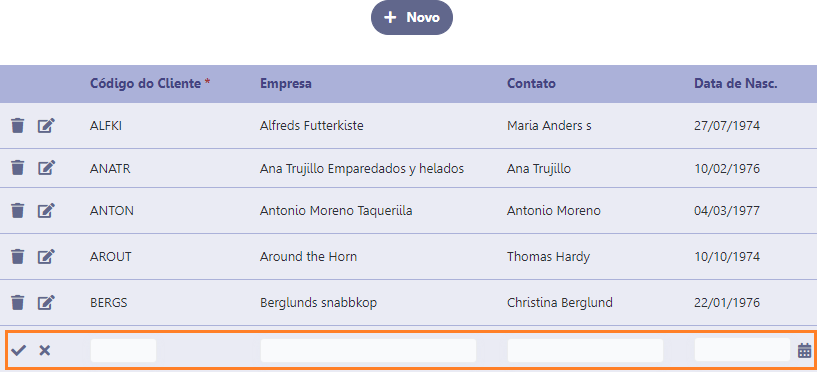 Novo
Código do Cliente * Empresa Contato Data de Nasc.
ALFKI Alfreds Futterkiste Maria Anders s 27/07/1974
ANATR Ana Trujillo Emparedados y helados Ana Trujillo 10/02/1976
ANTON Antonio Moreno Taqueriila Antonio Moreno 04/03/1977
AROUT Around the Horn Thomas Hardy 10/10/1974
BERGS Berglunds snabbkop Christina Berglund 22/01/1976